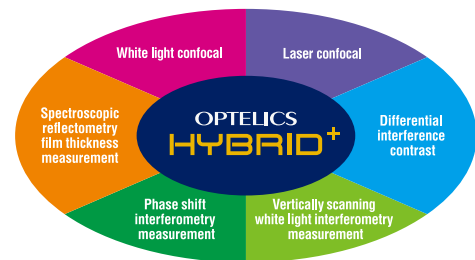 White light confocal
Laser confocal
Spectroscopic
reflectometry
film thickness
measurement
OPTELICS
HYBRID+
Differential
interference
contrast
Phase shift
interferometry
measurement
Vertically scanning
white light interferometry
measurement